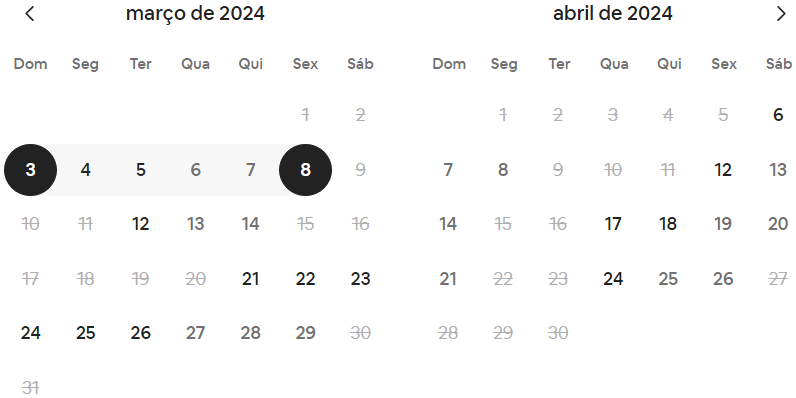 março de 2024
Dom Seg Ter Qua Qui Sex Sáb
1 2
3 4 5 6 7 8 9
10 11 12 13 14 15 16
17 18 19 20 21 22 23
24 25 26 27 28 29 30
31
abril de 2024
Dom Seg Ter Qua Qui Sex Sáb
1 2 3 4 5 6
7 8 9 10 11 12 13
14 15 16 17 18 19 20
21 22 23 24 25 26 27
28 29 30